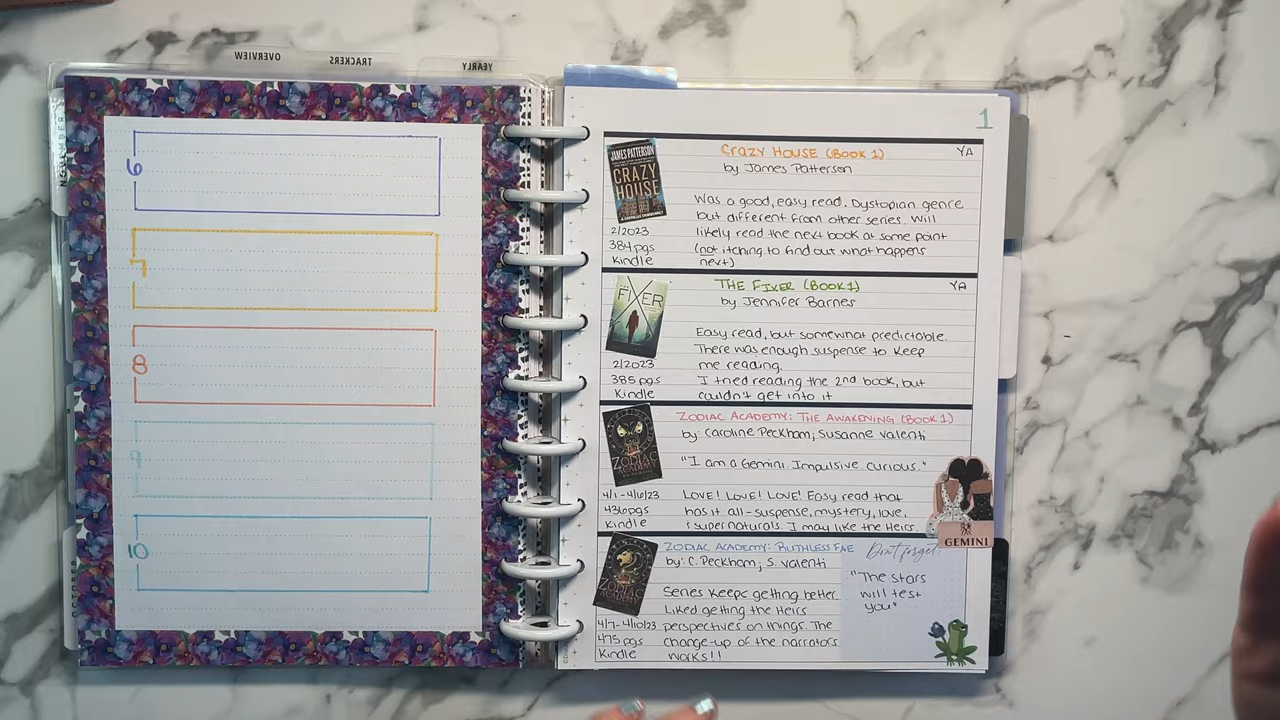 OVERVIEW
TRACKERS
YEARLY
6
7
8
9
10
OCTOBER
1
JAMES PATTERSON
CRAZY
HOUSE
CRAZY HOUSE (BOOK 1)
YA
by James Patterson
Was a good, easy read. Dystopian genre
but different from other series. Will
likely read the next book at some point
(not itching to find out what happens
next)
2/2023
384 pgs
Kindle
FIXER
THE FIXER (BOOK 1)
YA
by Jennifer Barnes
Easy read, but somewhat predictable.
There was enough suspense to keep
me reading.
I tried reading the 2nd book, but
couldn't get into it
2/2023
385 pgs
Kindle
ZODIAC
ACADEMY
ZODIAC ACADEMY: THE AWAKENING (BOOK 1)
by: Caroline Peckham; Susanne Valenti
"I am a Gemini. Impulsive. Curious."
LOVE! LOVE! LOVE! Easy read that
has it all - suspense, mystery, love,
& supernaturals. I may like the Heirs.
4/1-4/6/23
436pgs
Kindle
GEMINI
ZODIAC
ACADEMY
ZODIAC ACADEMY: RUTHLESS FAE
by: C. Peckham; S. Valenti
Series keeps getting better.
Liked getting the Heirs
perspectives on things. The
change-up of the narrators
works!!
4/7-4/10/23
475 pgs
Kindle
Don't forget:
"The stars
will test
you"